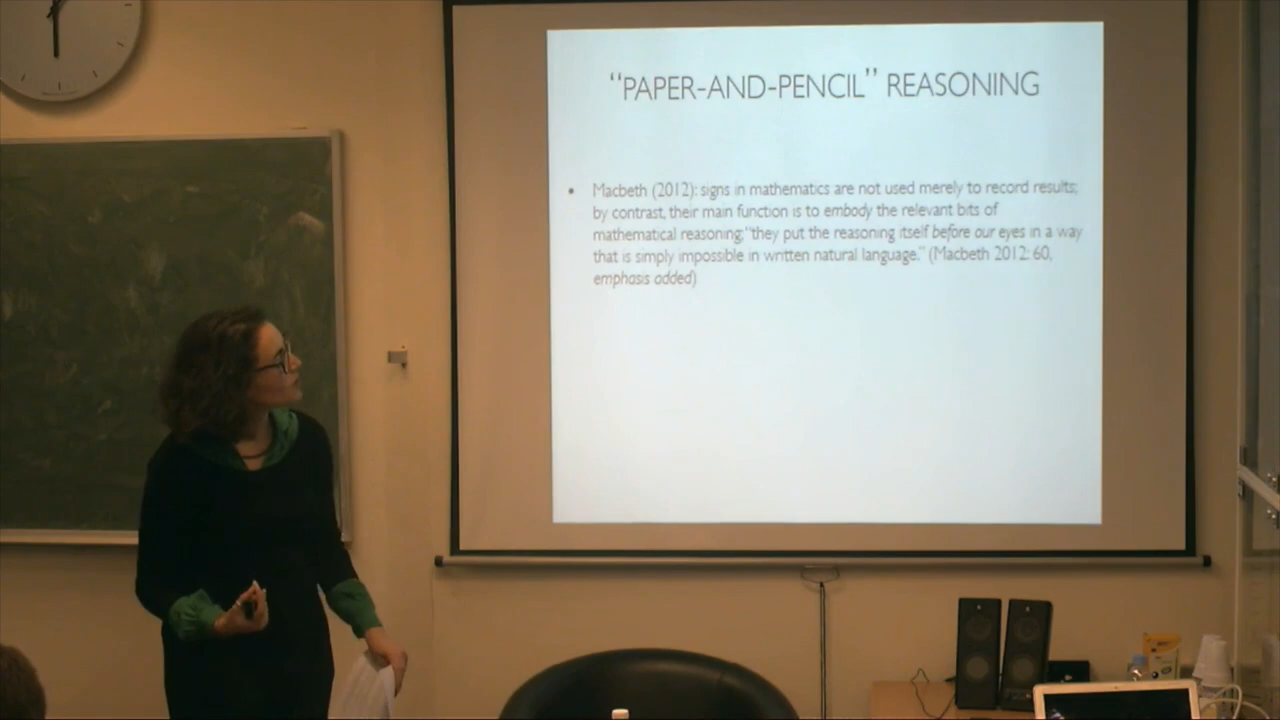 “PAPER-AND-PENCIL” REASONING
• Macbeth (2012): signs in mathematics are not used merely to record results;
by contrast, their main function is to embody the relevant bits of
mathematical reasoning; “they put the reasoning itself before our eyes in a way
that is simply impossible in written natural language.” (Macbeth 2012: 60,
emphasis added)